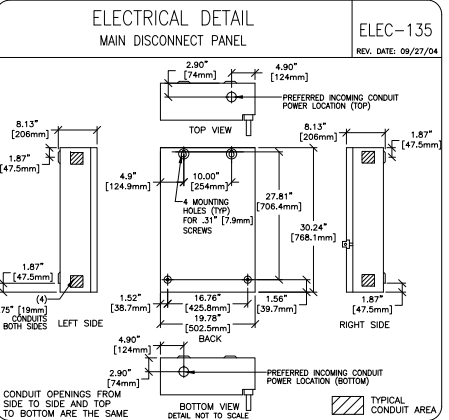 ELECTRICAL DETAIL
MAIN DISCONNECT PANEL
ELEC-135
REV. DATE: 09/27/04
2.90"
[74mm]
4.90"
[124mm]
PREFERRED INCOMING CONDUIT
POWER LOCATION (TOP)
TOP VIEW
8.13"
[206mm]
1.87"
[47.5mm]
1.87"
[47.5mm]
(4)
.75" [19mm]
CONDUITS
BOTH SIDES
LEFT SIDE
4.9"
[124.9mm]
10.00"
[254mm]
4 MOUNTING
HOLES (TYP)
FOR .31" [7.9mm]
SCREWS
27.81"
[706.4mm]
30.24"
[768.1mm]
1.52"
[38.7mm]
16.76"
[425.8mm]
1.56"
[39.7mm]
19.78"
[502.5mm]
BACK
8.13"
[206mm]
1.87"
[47.5mm]
1.87"
[47.5mm]
RIGHT SIDE
4.90"
[124mm]
2.90"
[74mm]
PREFERRED INCOMING CONDUIT
POWER LOCATION (BOTTOM)
BOTTOM VIEW
DETAIL NOT TO SCALE
CONDUIT OPENINGS FROM
SIDE TO SIDE AND TOP
TO BOTTOM ARE THE SAME
TYPICAL
CONDUIT AREA